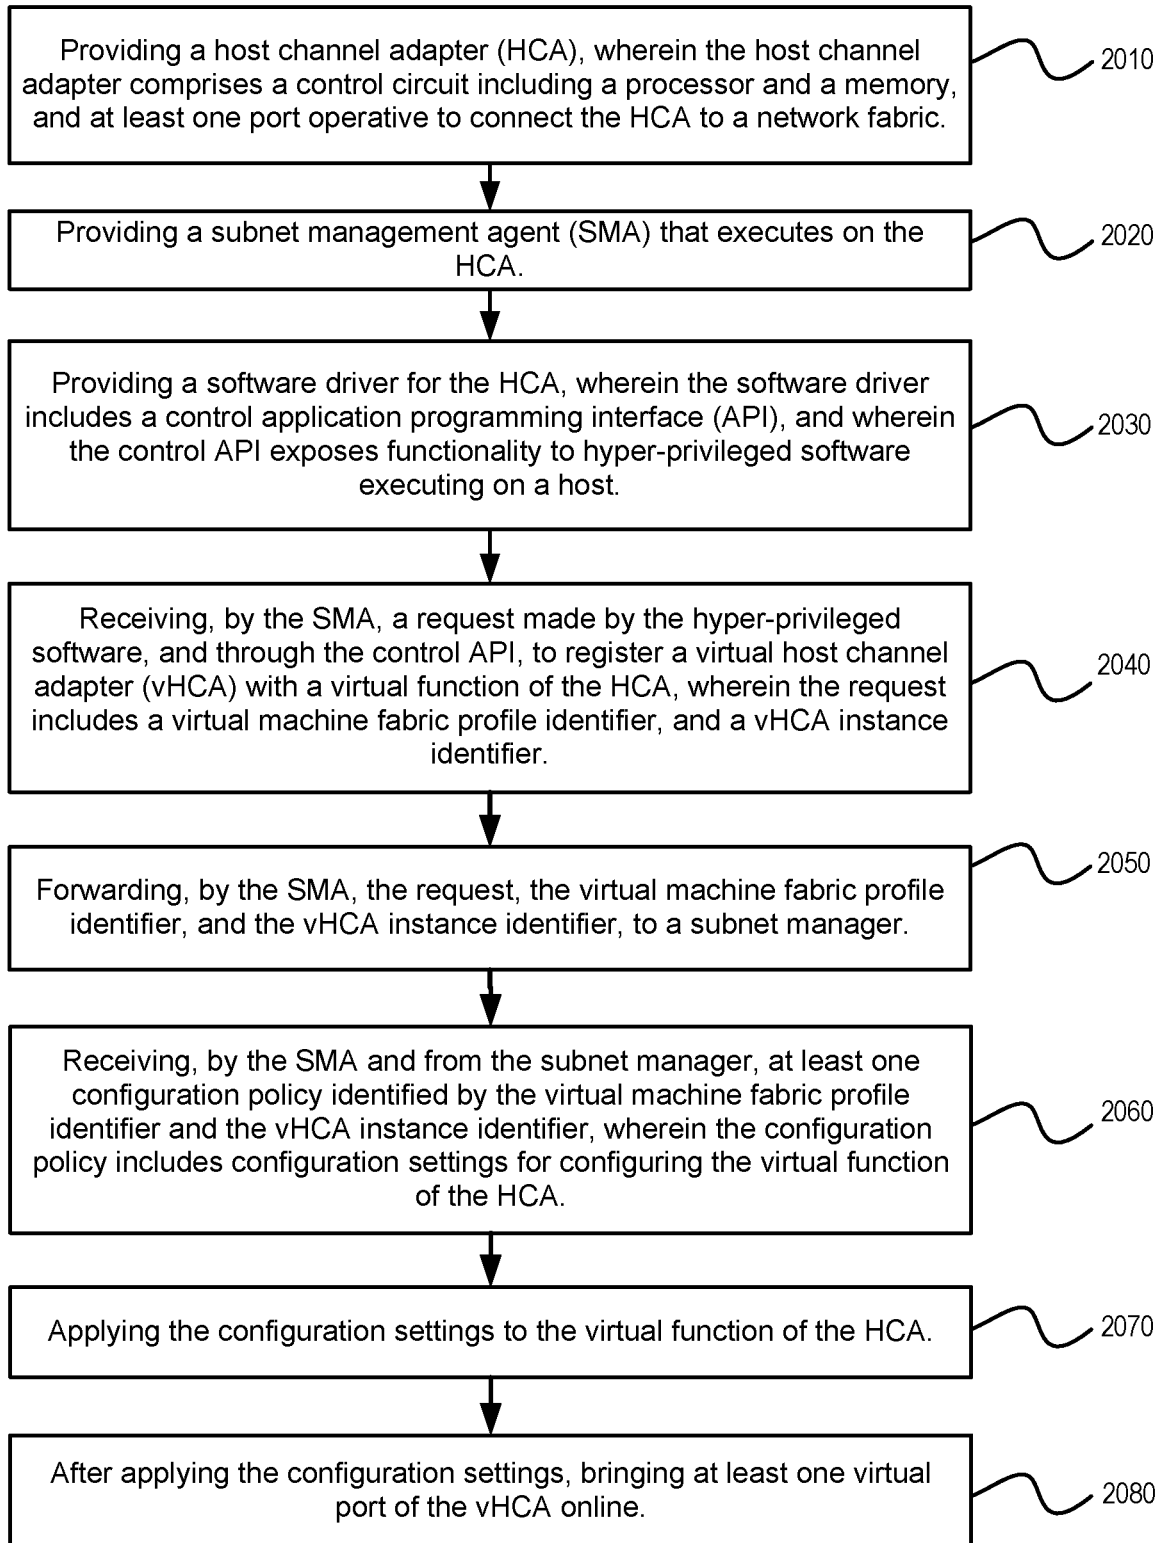 Providing a host channel adapter (HCA), wherein the host channel
adapter comprises a control circuit including a processor and a memory,
and at least one port operative to connect the HCA to a network fabric.
2010
Providing a subnet management agent (SMA) that executes on the
HCA.
2020
Providing a software driver for the HCA, wherein the software driver
includes a control application programming interface (API), and wherein
the control API exposes functionality to hyper-privileged software
executing on a host.
2030
Receiving, by the SMA, a request made by the hyper-privileged
software, and through the control API, to register a virtual host channel
adapter (vHCA) with a virtual function of the HCA, wherein the request
includes a virtual machine fabric profile identifier, and a vHCA instance
identifier.
2040
Forwarding, by the SMA, the request, the virtual machine fabric profile
identifier, and the vHCA instance identifier, to a subnet manager.
2050
Receiving, by the SMA and from the subnet manager, at least one
configuration policy identified by the virtual machine fabric profile
identifier and the vHCA instance identifier, wherein the configuration
policy includes configuration settings for configuring the virtual function
of the HCA.
2060
Applying the configuration settings to the virtual function of the HCA.
2070
After applying the configuration settings, bringing at least one virtual
port of the vHCA online.
2080